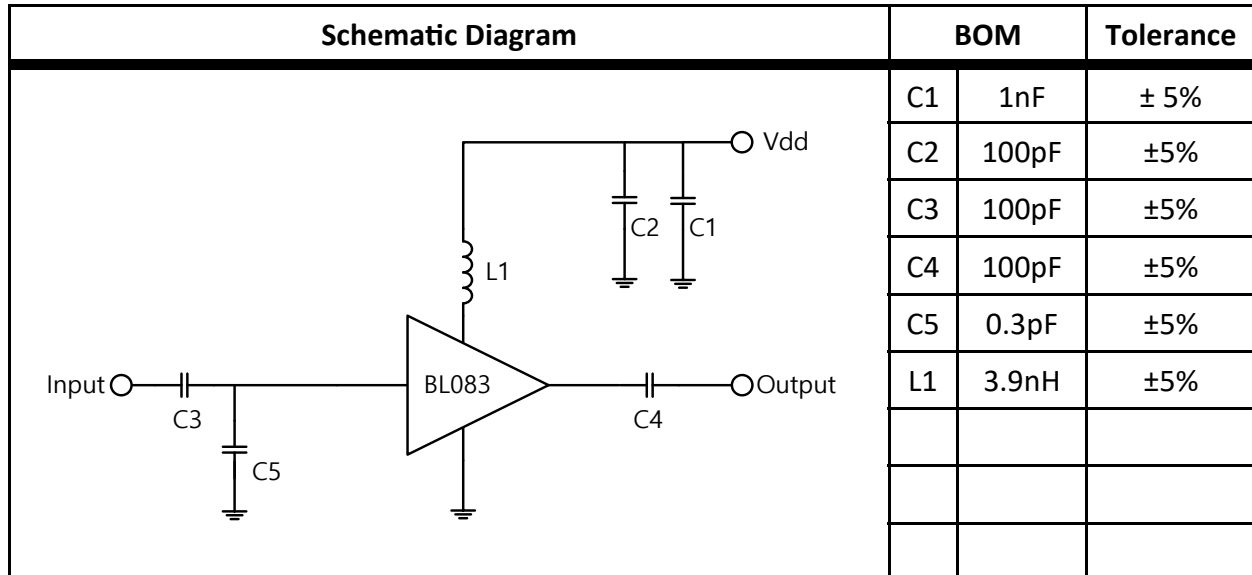 Schematic Diagram BOM Tolerance
C1 1nF ± 5%
C2 100pF ±5%
C3 100pF ±5%
C4 100pF ±5%
C5 0.3pF ±5%
L1 3.9nH ±5%
Vdd
C2 C1
L1
Input
BL083
Output
C3
C4
C5